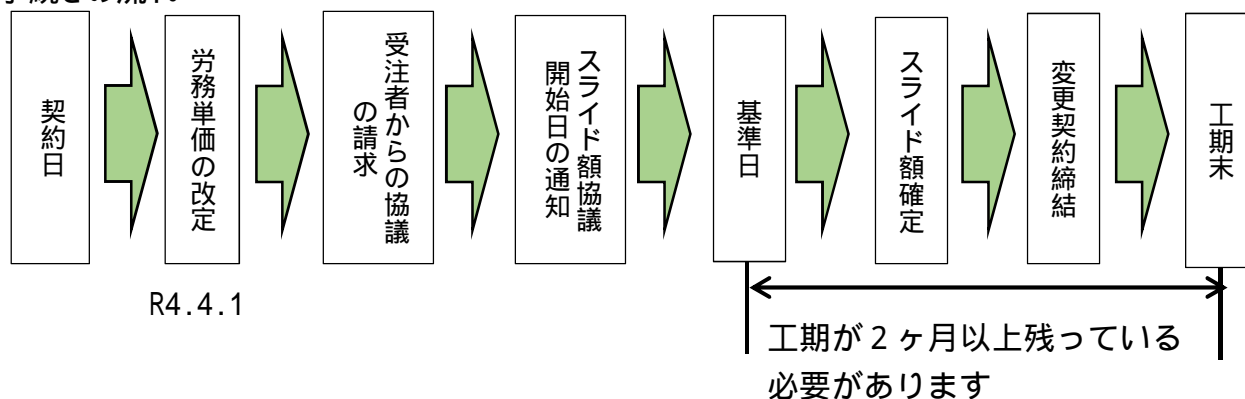 契約日
労務単価の改定
受注者からの協議
の請求
スライド額協議
開始日の通知
基準日
スライド額確定
変更契約締結
工期末
R4.4.1
工期が2ヶ月以上残っている
必要があります